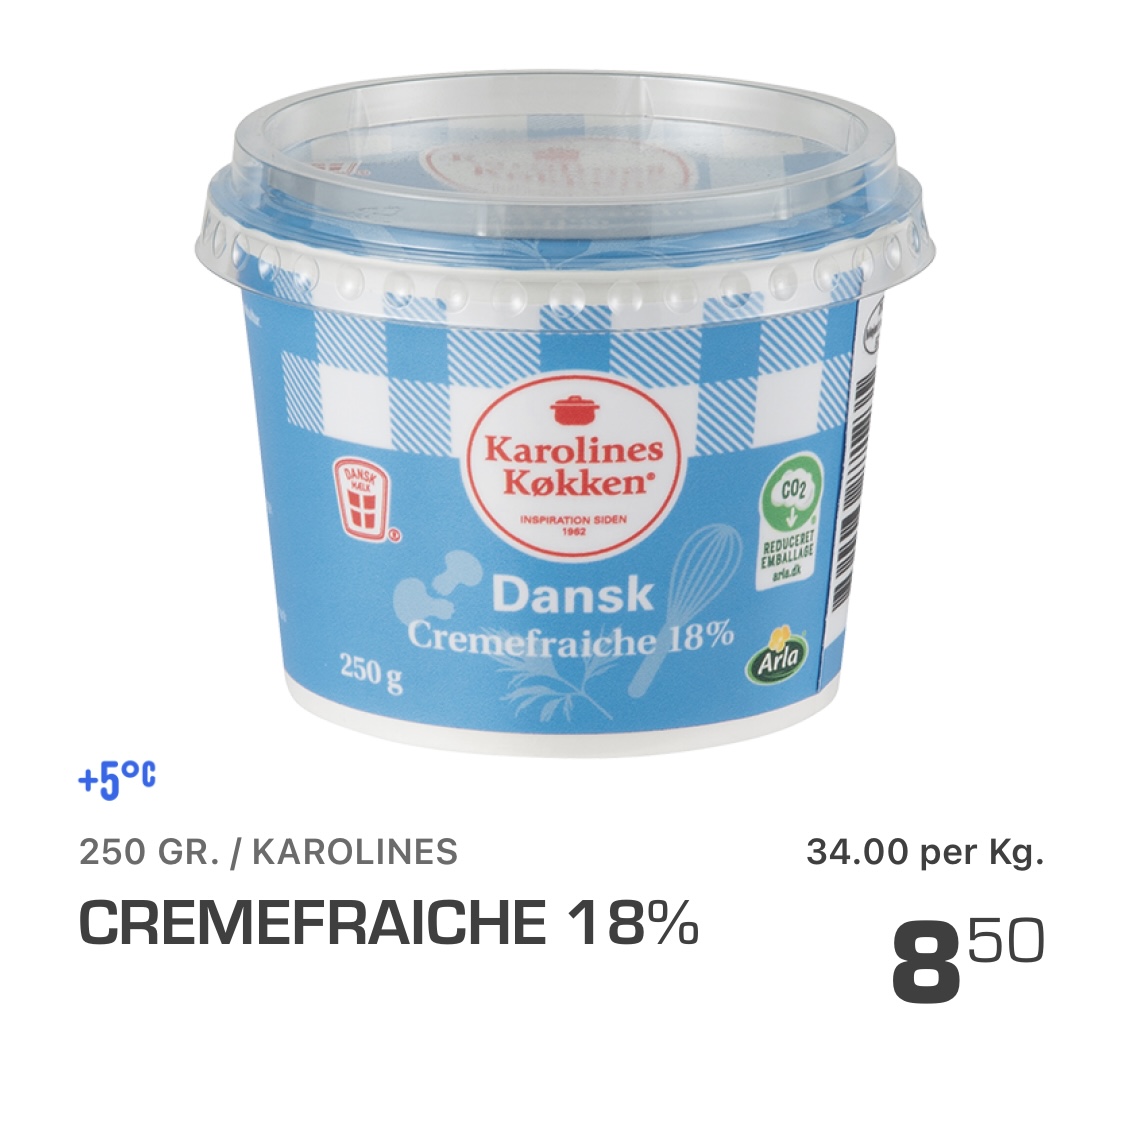 Karolines
Køkken®
INSPIRATION SIDEN
1962
DANSK
MÆLK
CO2
REDUCERET
EMBALLAGE
arla.dk
Dansk
Cremefraiche 18%
250 g
Arla
+5°C
250 GR. / KAROLINES
34.00 per Kg.
CREMEFRAICHE 18%
8 50